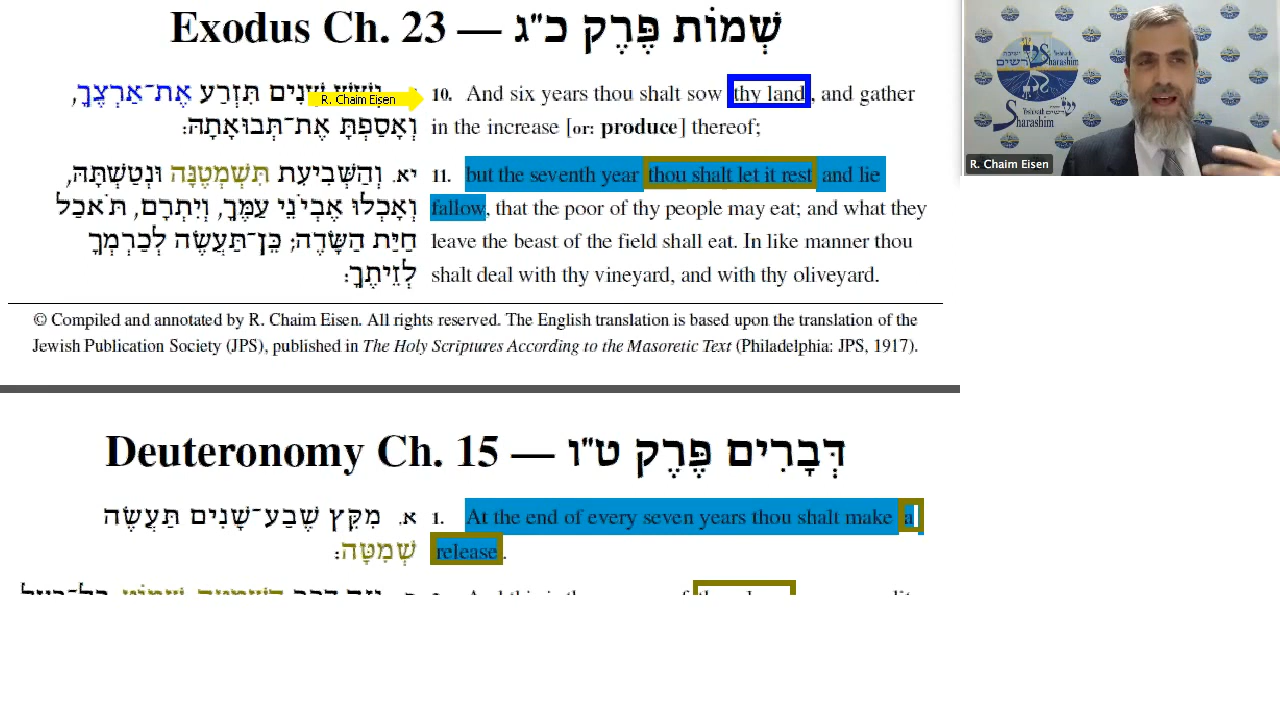 Exodus Ch. 23 — שְׁמוֹת פֶּרֶק כ״ג
שָׁנִים תִּזְרַע אֶת־אַרְצֶךָ,
וְאָסַפְתָּ אֶת־תְּבוּאָתָהּ:
R. Chaim Eisen
10. And six years thou shalt sow thy land, and gather
in the increase [or: produce] thereof;
יא. וְהַשְּׁבִיעִת תִּשְׁמְטֶנָּה וּנְטַשְׁתָּהּ,
וְאָכְלוּ אֶבְיֹנֵי עַמֶּךָ, וְיִתְרָם, תֹּאכַל
חַיַּת הַשָּׂדֶה; כֵּן־תַּעֲשֶׂה לְכַרְמְךָ
לְזֵיתֶךָ:
11. but the seventh year thou shalt let it rest and lie
fallow, that the poor of thy people may eat; and what they
leave the beast of the field shall eat. In like manner thou
shalt deal with thy vineyard, and with thy oliveyard.
© Compiled and annotated by R. Chaim Eisen. All rights reserved. The English translation is based upon the translation of the
Jewish Publication Society (JPS), published in The Holy Scriptures According to the Masoretic Text (Philadelphia: JPS, 1917).
Deuteronomy Ch. 15 — דְּבָרִים פֶּרֶק ט״ו
א. מִקֵּץ שֶׁבַע־שָׁנִים תַּעֲשֶׂה
שְׁמִטָּה:
1. At the end of every seven years thou shalt make a
release.
Yeshivath
Sharashim
R. Chaim Eisen